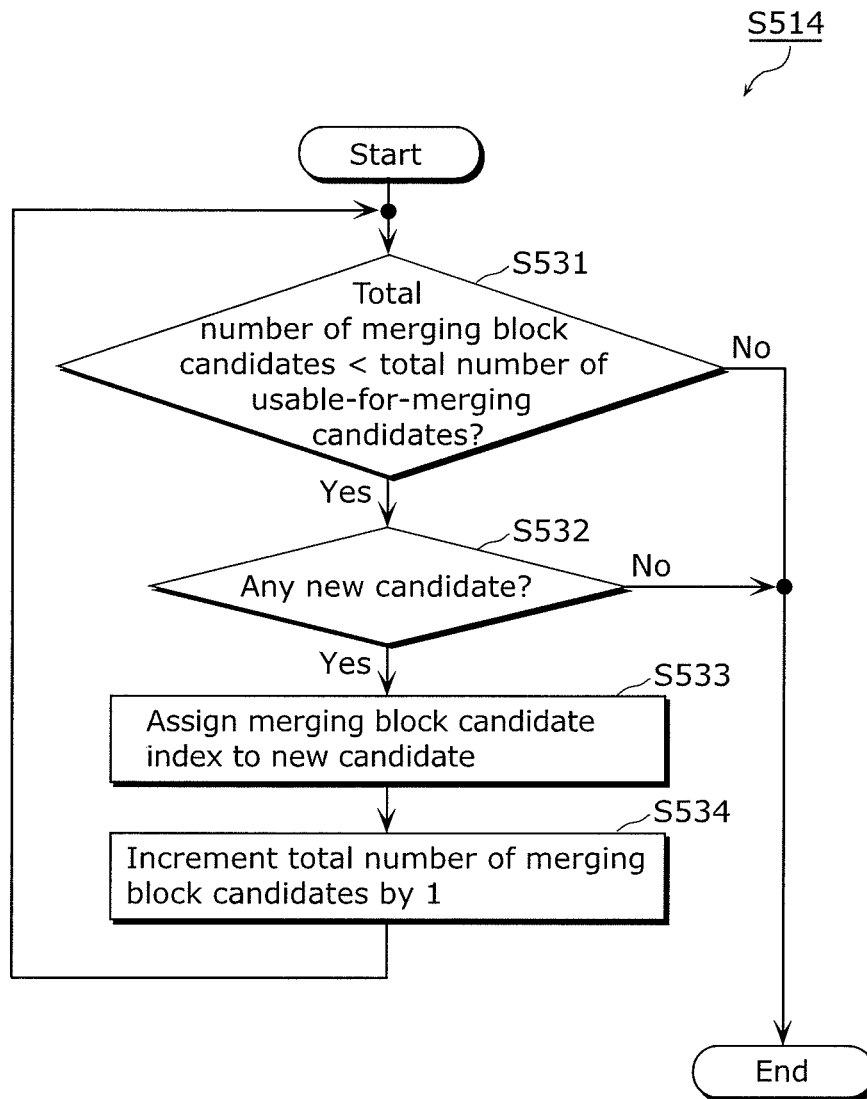 S514
Start
S531
Total
number of merging block
candidates < total number of
usable-for-merging
candidates?
No
Yes
S532
Any new candidate?
No
Yes
S533
Assign merging block candidate
index to new candidate
S534
Increment total number of merging
block candidates by 1
End